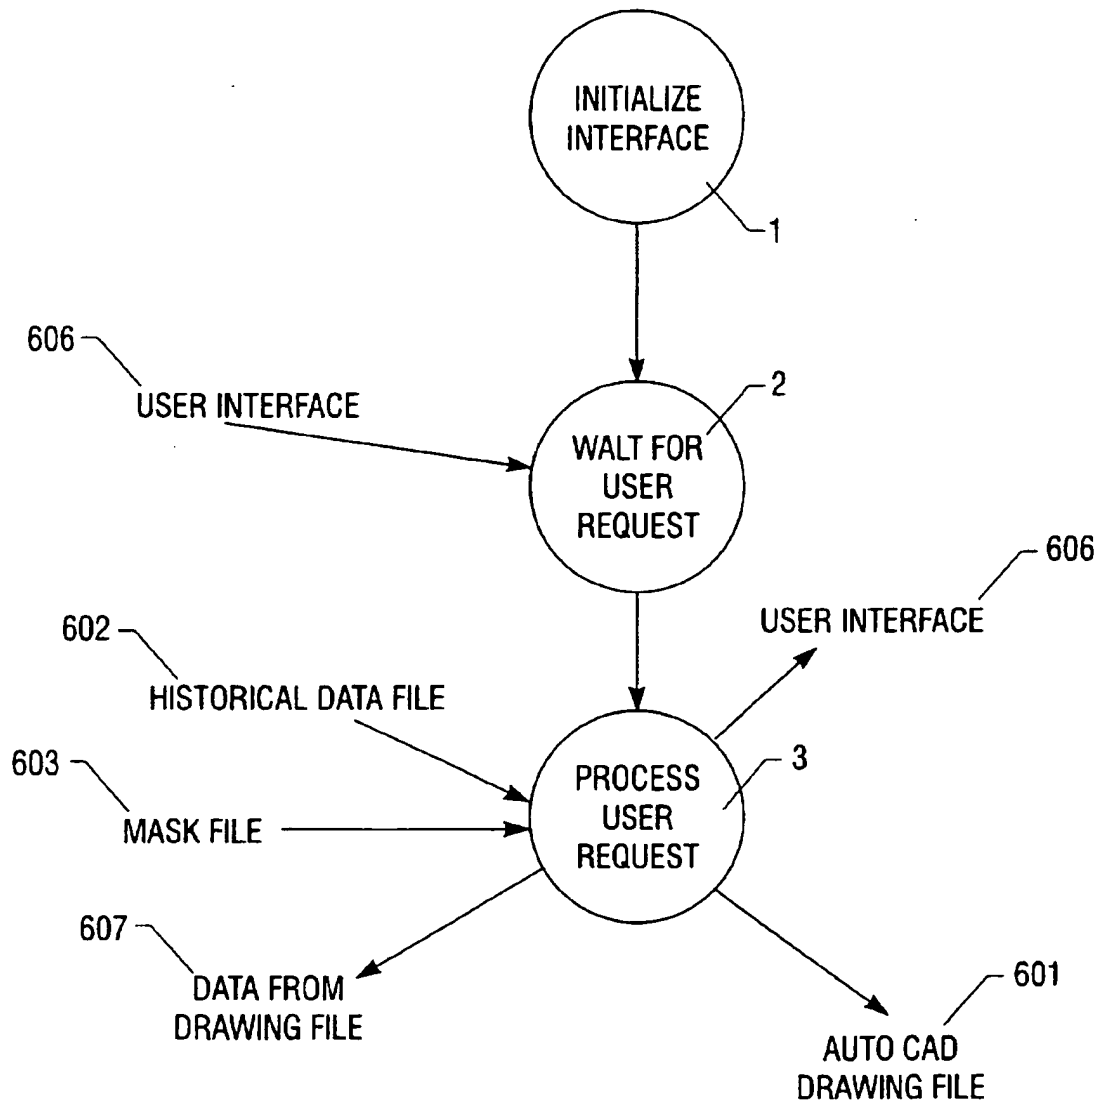 INITIALIZE
INTERFACE
1
606
USER INTERFACE
2
WALT FOR
USER
REQUEST
606
USER INTERFACE
602
HISTORICAL DATA FILE
603
MASK FILE
3
PROCESS
USER
REQUEST
607
DATA FROM
DRAWING FILE
601
AUTO CAD
DRAWING FILE